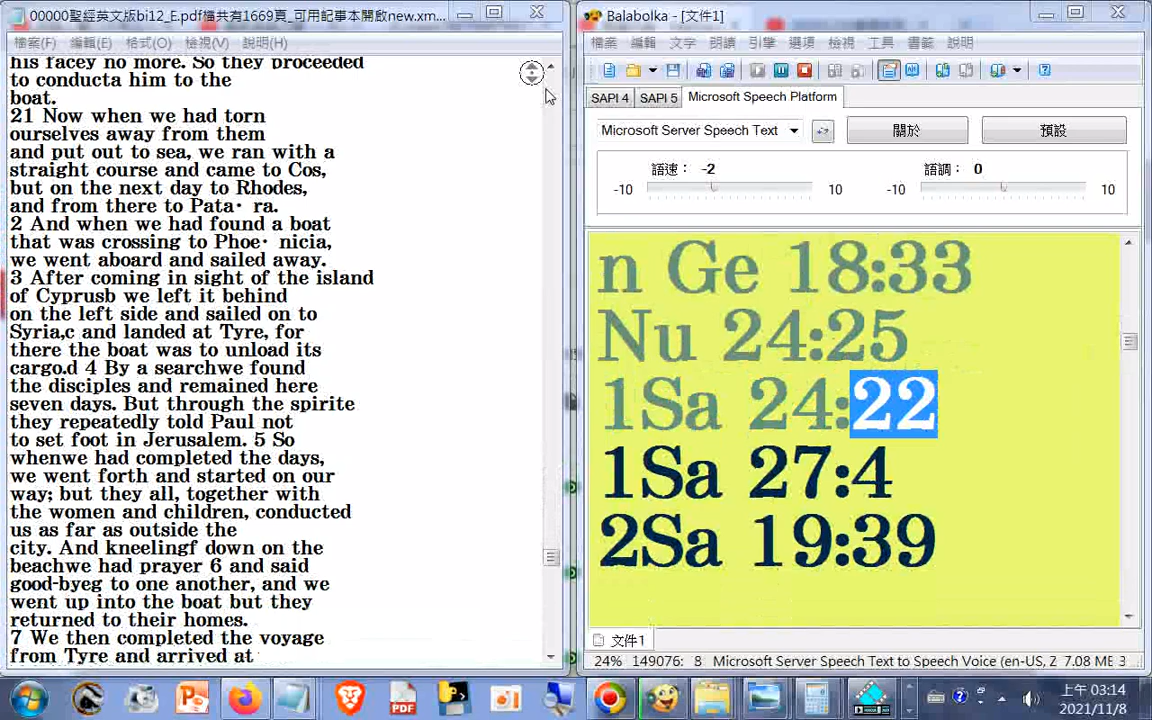 00000聖經英文版bi12_E.pdf檔共有1669頁_可用記事本開啟new.xm...
檔案(F) 編輯(E) 格式(O) 檢視(V) 說明(H)
his facey no more. So they proceeded
to conducta him to the
boat.
21 Now when we had torn
ourselves away from them
and put out to sea, we ran with a
straight course and came to Cos,
but on the next day to Rhodes,
and from there to Pata· ra.
2 And when we had found a boat
that was crossing to Phoe· nicia,
we went aboard and sailed away.
3 After coming in sight of the island
of Cyprusb we left it behind
on the left side and sailed on to
Syria,c and landed at Tyre, for
there the boat was to unload its
cargo.d 4 By a searchwe found
the disciples and remained here
seven days. But through the spirite
they repeatedly told Paul not
to set foot in Jerusalem. 5 So
whenwe had completed the days,
we went forth and started on our
way; but they all, together with
the women and children, conducted
us as far as outside the
city. And kneelingf down on the
beachwe had prayer 6 and said
good-byeg to one another, and we
went up into the boat but they
returned to their homes.
7 We then completed the voyage
from Tyre and arrived at
Balabolka - [文件1]
檔案 編輯 文字 朗讀 引擎 選項 檢視 工具 書籤 說明
SAPI 4 SAPI 5 Microsoft Speech Platform
Microsoft Server Speech Text 關於 預設
語速： -2 語調： 0
-10 10 -10 10
n Ge 18:33
Nu 24:25
1Sa 24:22
1Sa 27:4
2Sa 19:39
文件1
24% 149076: 8 Microsoft Server Speech Text to Speech Voice (en-US, Z 7.08 MB 3
上午 03:14
2021/11/8